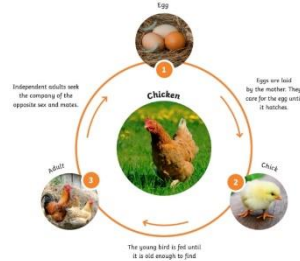 Egg
1
Eggs are laid
by the mother. They
care for the egg until
it hatches.
Chick
2
The young bird is fed until
it is old enough to find
Adult
3
Independent adults seek
the company of the
opposite sex and mates.
Chicken